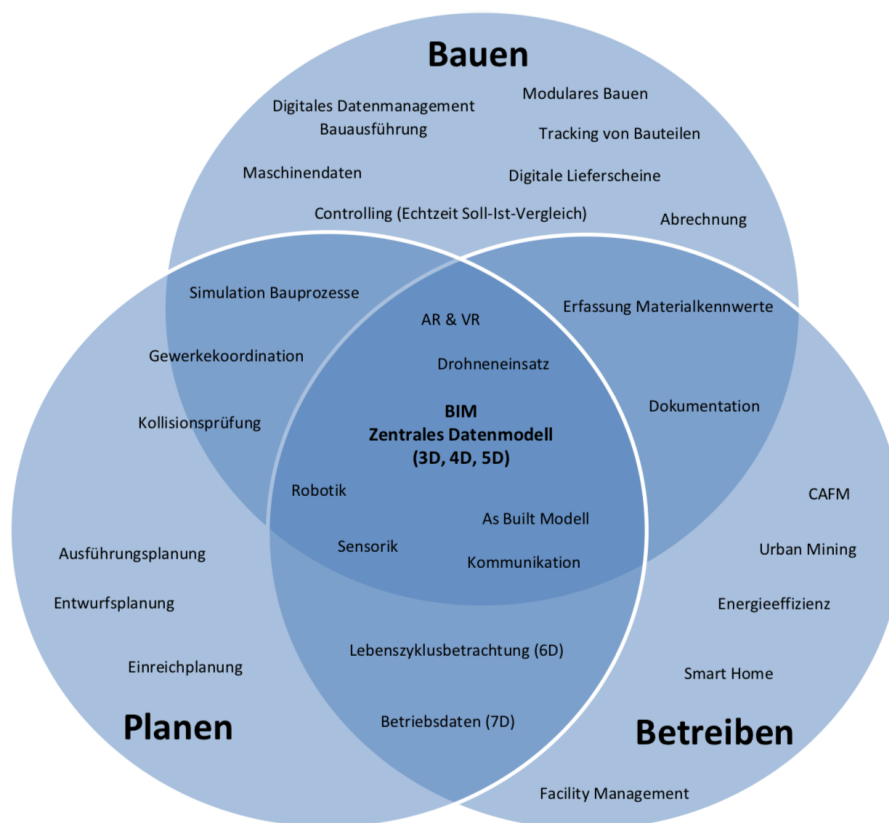 Bauen
Modulares Bauen
Digitales Datenmanagement
Bauausführung
Tracking von Bauteilen
Maschinendaten
Digitale Lieferscheine
Controlling (Echtzeit Soll-Ist-Vergleich)
Abrechnung
Simulation Bauprozesse
Erfassung Materialkennwerte
AR & VR
Gewerkekoordination
Drohneneinsatz
Dokumentation
BIM
Zentrales Datenmodell
(3D, 4D, 5D)
Kollisionsprüfung
Robotik
CAFM
As Built Modell
Sensorik
Kommunikation
Urban Mining
Ausführungsplanung
Entwurfsplanung
Energieeffizienz
Lebenszyklusbetrachtung (6D)
Einreichplanung
Smart Home
Planen
Betriebsdaten (7D)
Betreiben
Facility Management